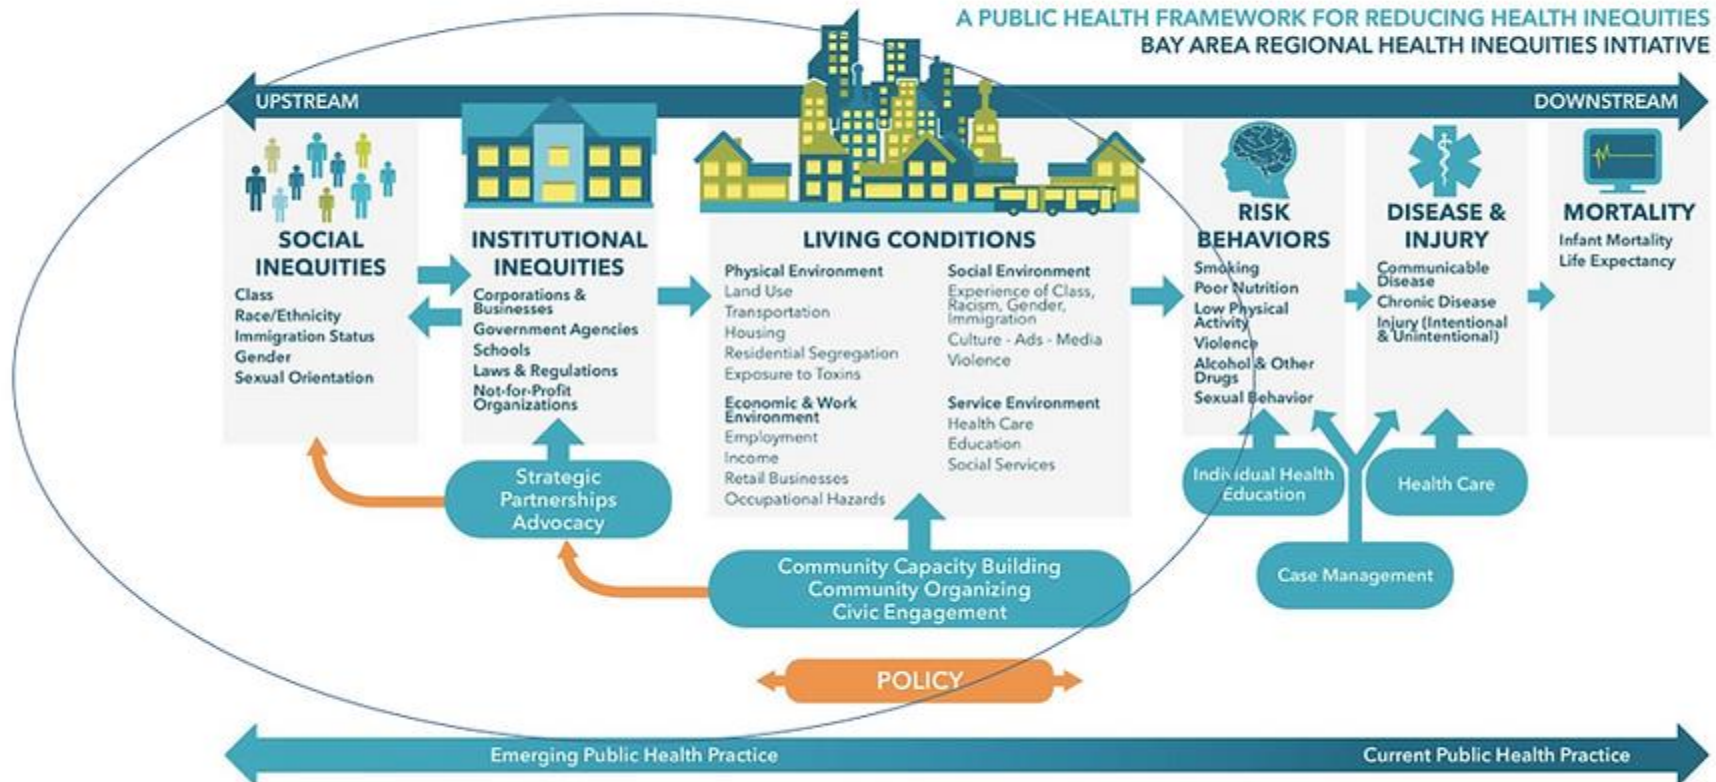 A PUBLIC HEALTH FRAMEWORK FOR REDUCING HEALTH INEQUITIES
BAY AREA REGIONAL HEALTH INEQUITIES INTIATIVE
UPSTREAM
DOWNSTREAM
SOCIAL
INEQUITIES
Class
Race/Ethnicity
Immigration Status
Gender
Sexual Orientation
INSTITUTIONAL
INEQUITIES
Corporations &
Businesses
Government Agencies
Schools
Laws & Regulations
Not-for-Profit
Organizations
LIVING CONDITIONS
Physical Environment
Land Use
Transportation
Housing
Residential Segregation
Exposure to Toxins
Economic & Work
Environment
Employment
Income
Retail Businesses
Occupational Hazards
Social Environment
Experience of Class,
Racism, Gender,
Immigration
Culture - Ads - Media
Violence
Service Environment
Health Care
Education
Social Services
RISK
BEHAVIORS
Smoking
Poor Nutrition
Low Physical
Activity
Violence
Alcohol & Other
Drugs
Sexual Behavior
DISEASE &
INJURY
Communicable
Disease
Chronic Disease
Injury (Intentional
& Unintentional)
MORTALITY
Infant Mortality
Life Expectancy
Strategic
Partnerships
Advocacy
Community Capacity Building
Community Organizing
Civic Engagement
Individual Health
Education
Health Care
Case Management
POLICY
Emerging Public Health Practice
Current Public Health Practice